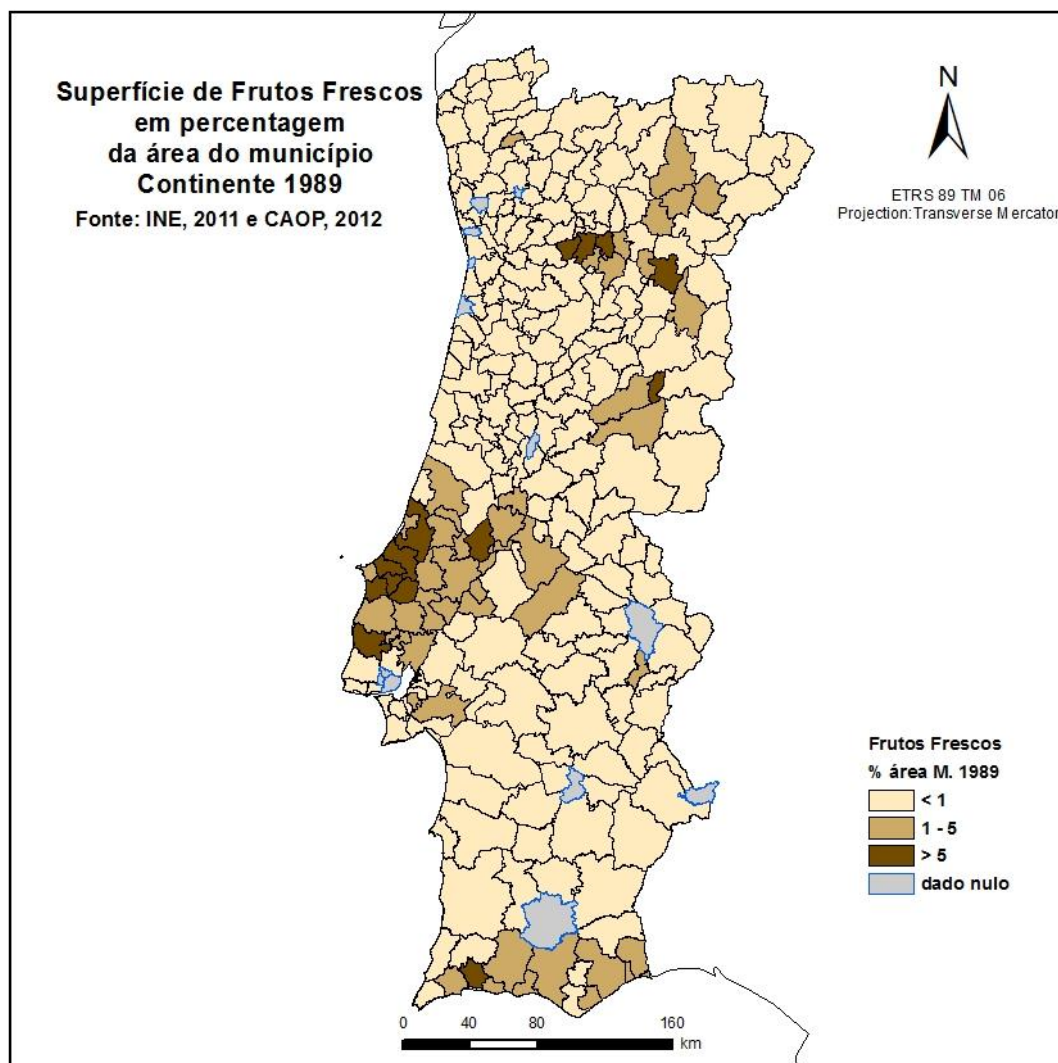 Superfície de Frutos Frescos
em percentagem
da área do município
Continente 1989
Fonte: INE, 2011 e CAOP, 2012
N
ETRS 89 TM 06
Projection:Transverse Mercator
Frutos Frescos
% área M. 1989
< 1
1 - 5
> 5
dado nulo
0 40 80 160
km